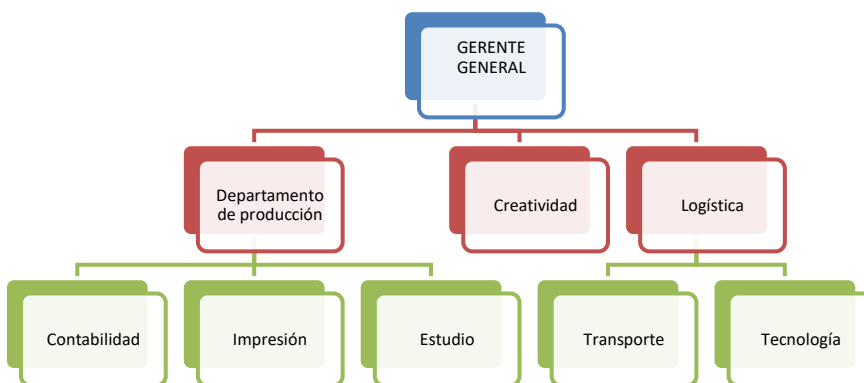 GERENTE
GENERAL
Departamento
de producción
Creatividad
Logística
Contabilidad
Impresión
Estudio
Transporte
Tecnología